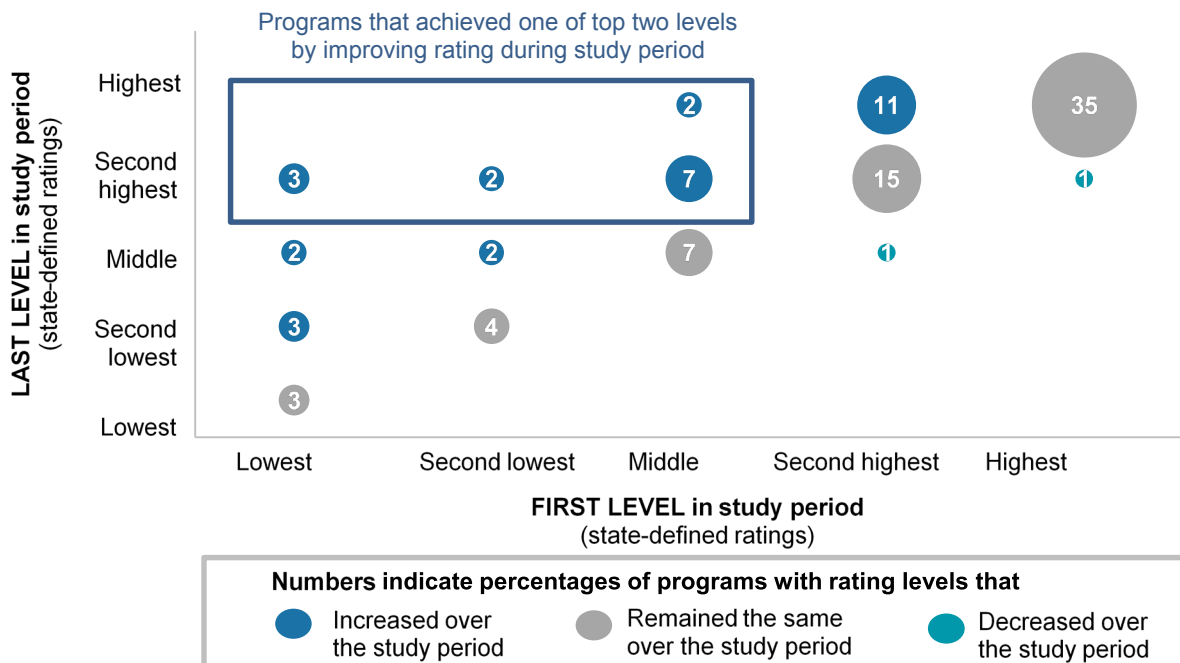 Programs that achieved one of top two levels
by improving rating during study period
LAST LEVEL in study period
(state-defined ratings)
Highest
2
11
35
Second
highest
3
2
7
15
1
Middle
2
2
7
1
Second
lowest
3
4
Lowest
3
Lowest
Second lowest
Middle
Second highest
Highest
FIRST LEVEL in study period
(state-defined ratings)
Numbers indicate percentages of programs with rating levels that
Increased over
the study period
Remained the same
over the study period
Decreased over
the study period